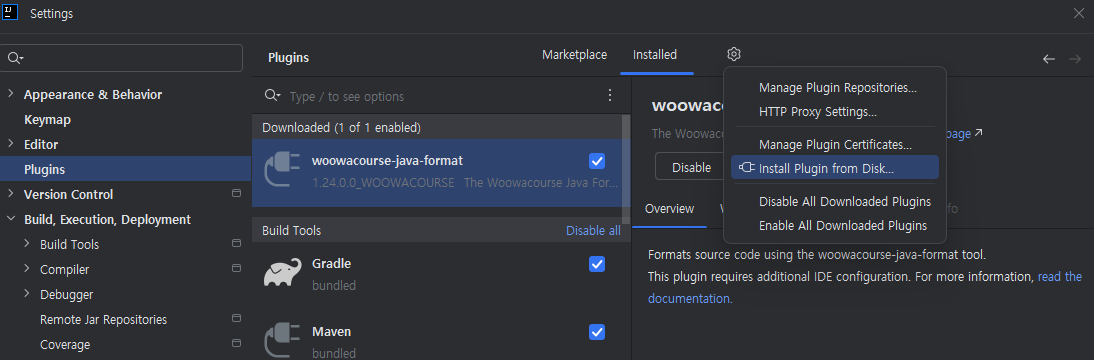 Settings
Plugins
Marketplace
Installed
Type / to see options
Appearance & Behavior
Keymap
Editor
Plugins
Version Control
Build, Execution, Deployment
Build Tools
Compiler
Debugger
Remote Jar Repositories
Coverage
Downloaded (1 of 1 enabled)
woowacourse-java-format
1.24.0.0_WOOWACOURSE The Woowacourse Java For...
Build Tools
Disable all
Gradle
bundled
Maven
bundled
Manage Plugin Repositories...
HTTP Proxy Settings...
Manage Plugin Certificates...
Install Plugin from Disk...
Disable All Downloaded Plugins
Enable All Downloaded Plugins
Disable
Overview
Formats source code using the woowacourse-java-format tool.
This plugin requires additional IDE configuration. For more information, read the
documentation.